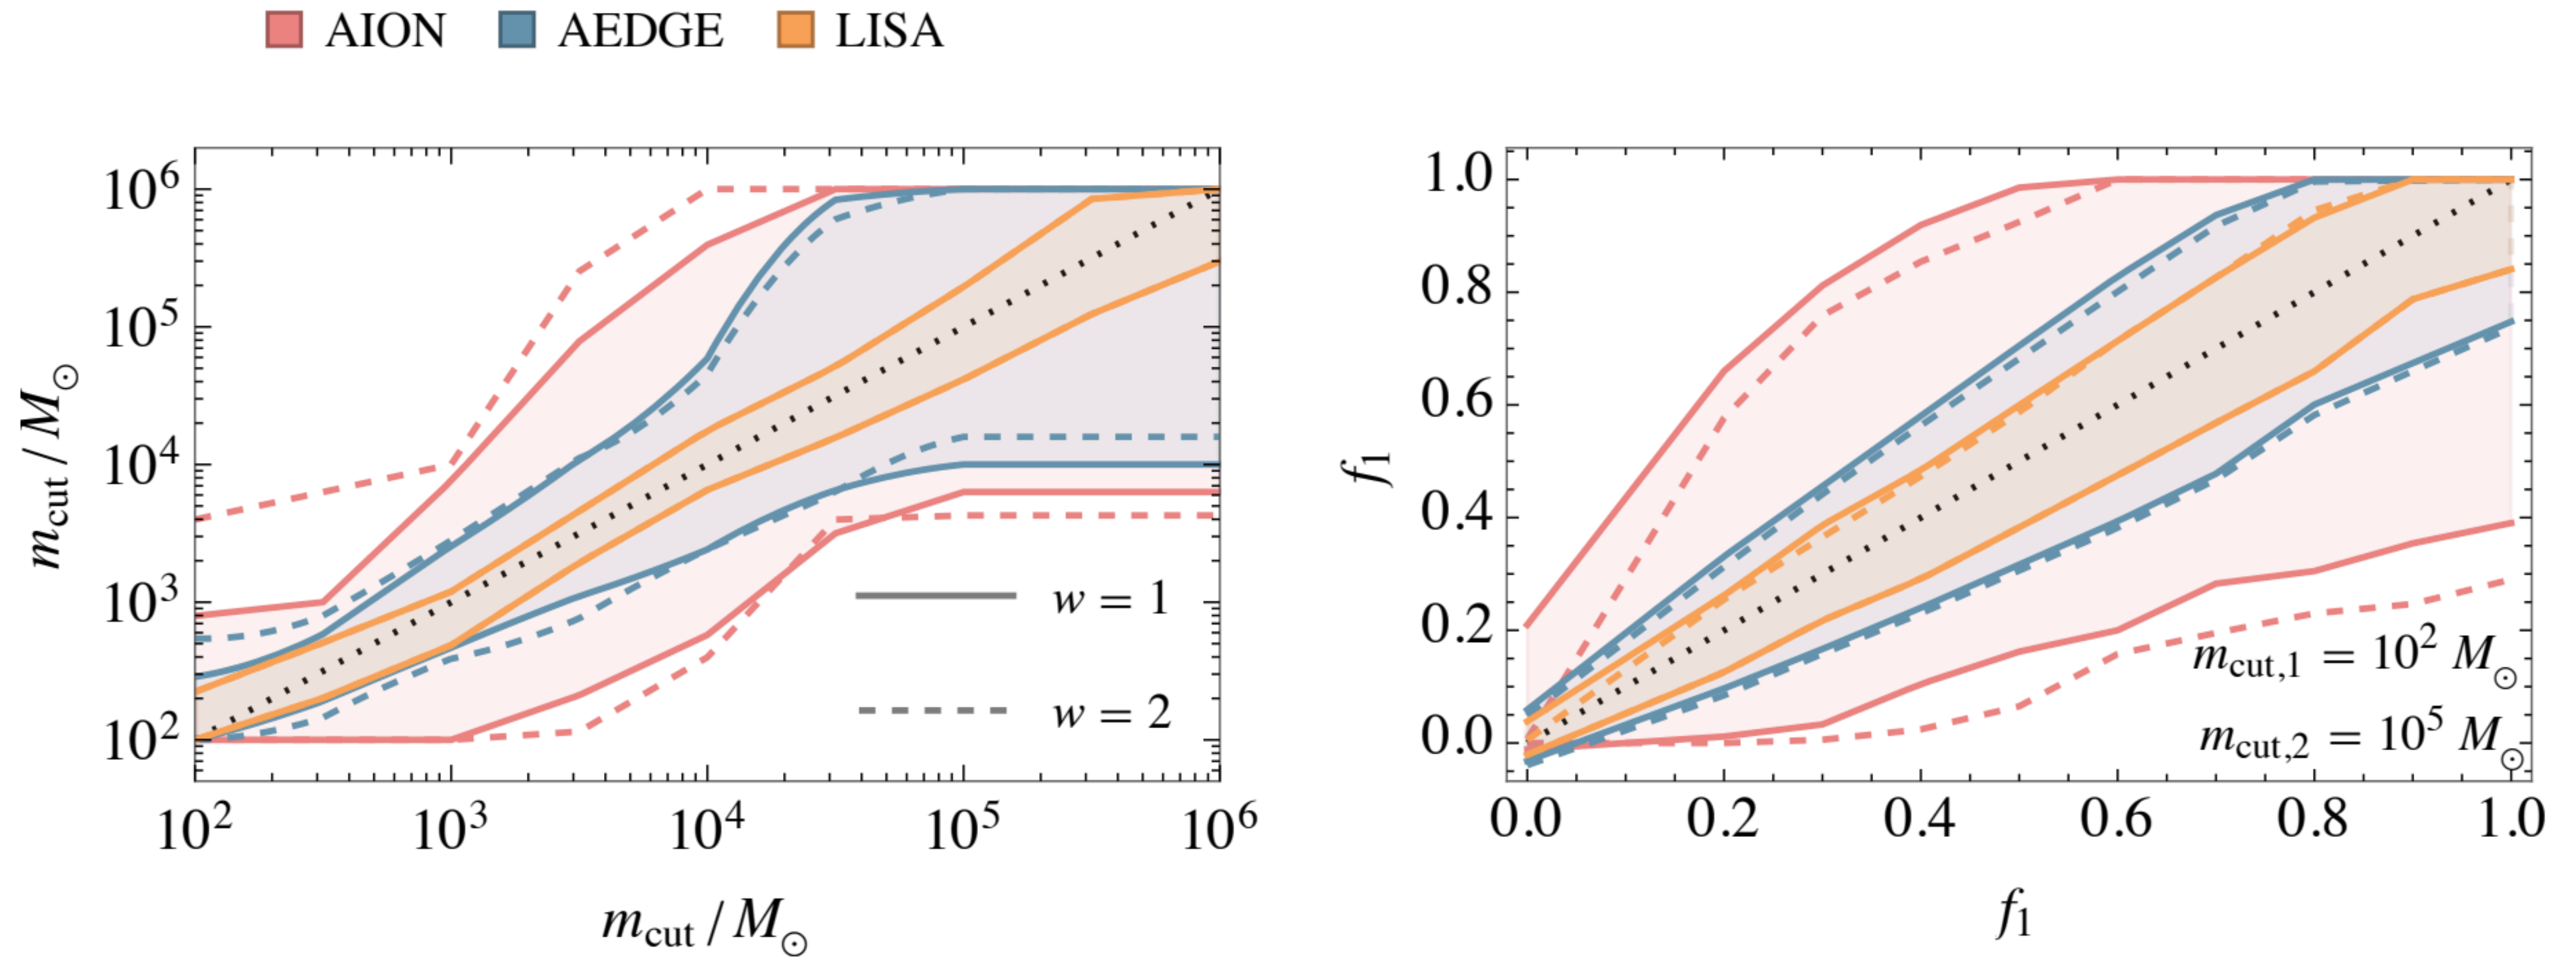 AION AEDGE LISA
m_cut / M_⊙
10^6
10^5
10^4
10^3
10^2
w = 1
w = 2
10^2 10^3 10^4 10^5 10^6
m_cut / M_⊙
f_1
1.0
0.8
0.6
0.4
0.2
0.0
m_cut,1 = 10^2 M_⊙
m_cut,2 = 10^5 M_⊙
0.0 0.2 0.4 0.6 0.8 1.0
f_1